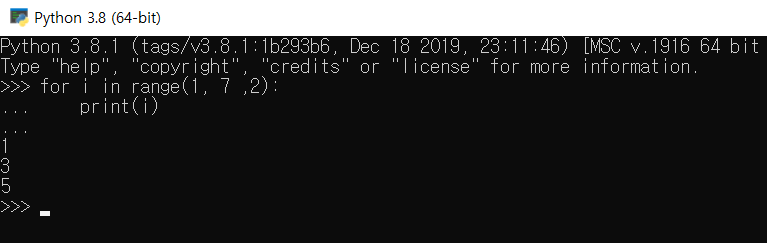 Python 3.8 (64-bit)
Python 3.8.1 (tags/v3.8.1:1b293b6, Dec 18 2019, 23:11:46) [MSC v.1916 64 bit
Type "help", "copyright", "credits" or "license" for more information.
>>> for i in range(1, 7 ,2):
...     print(i)
...
1
3
5
>>>